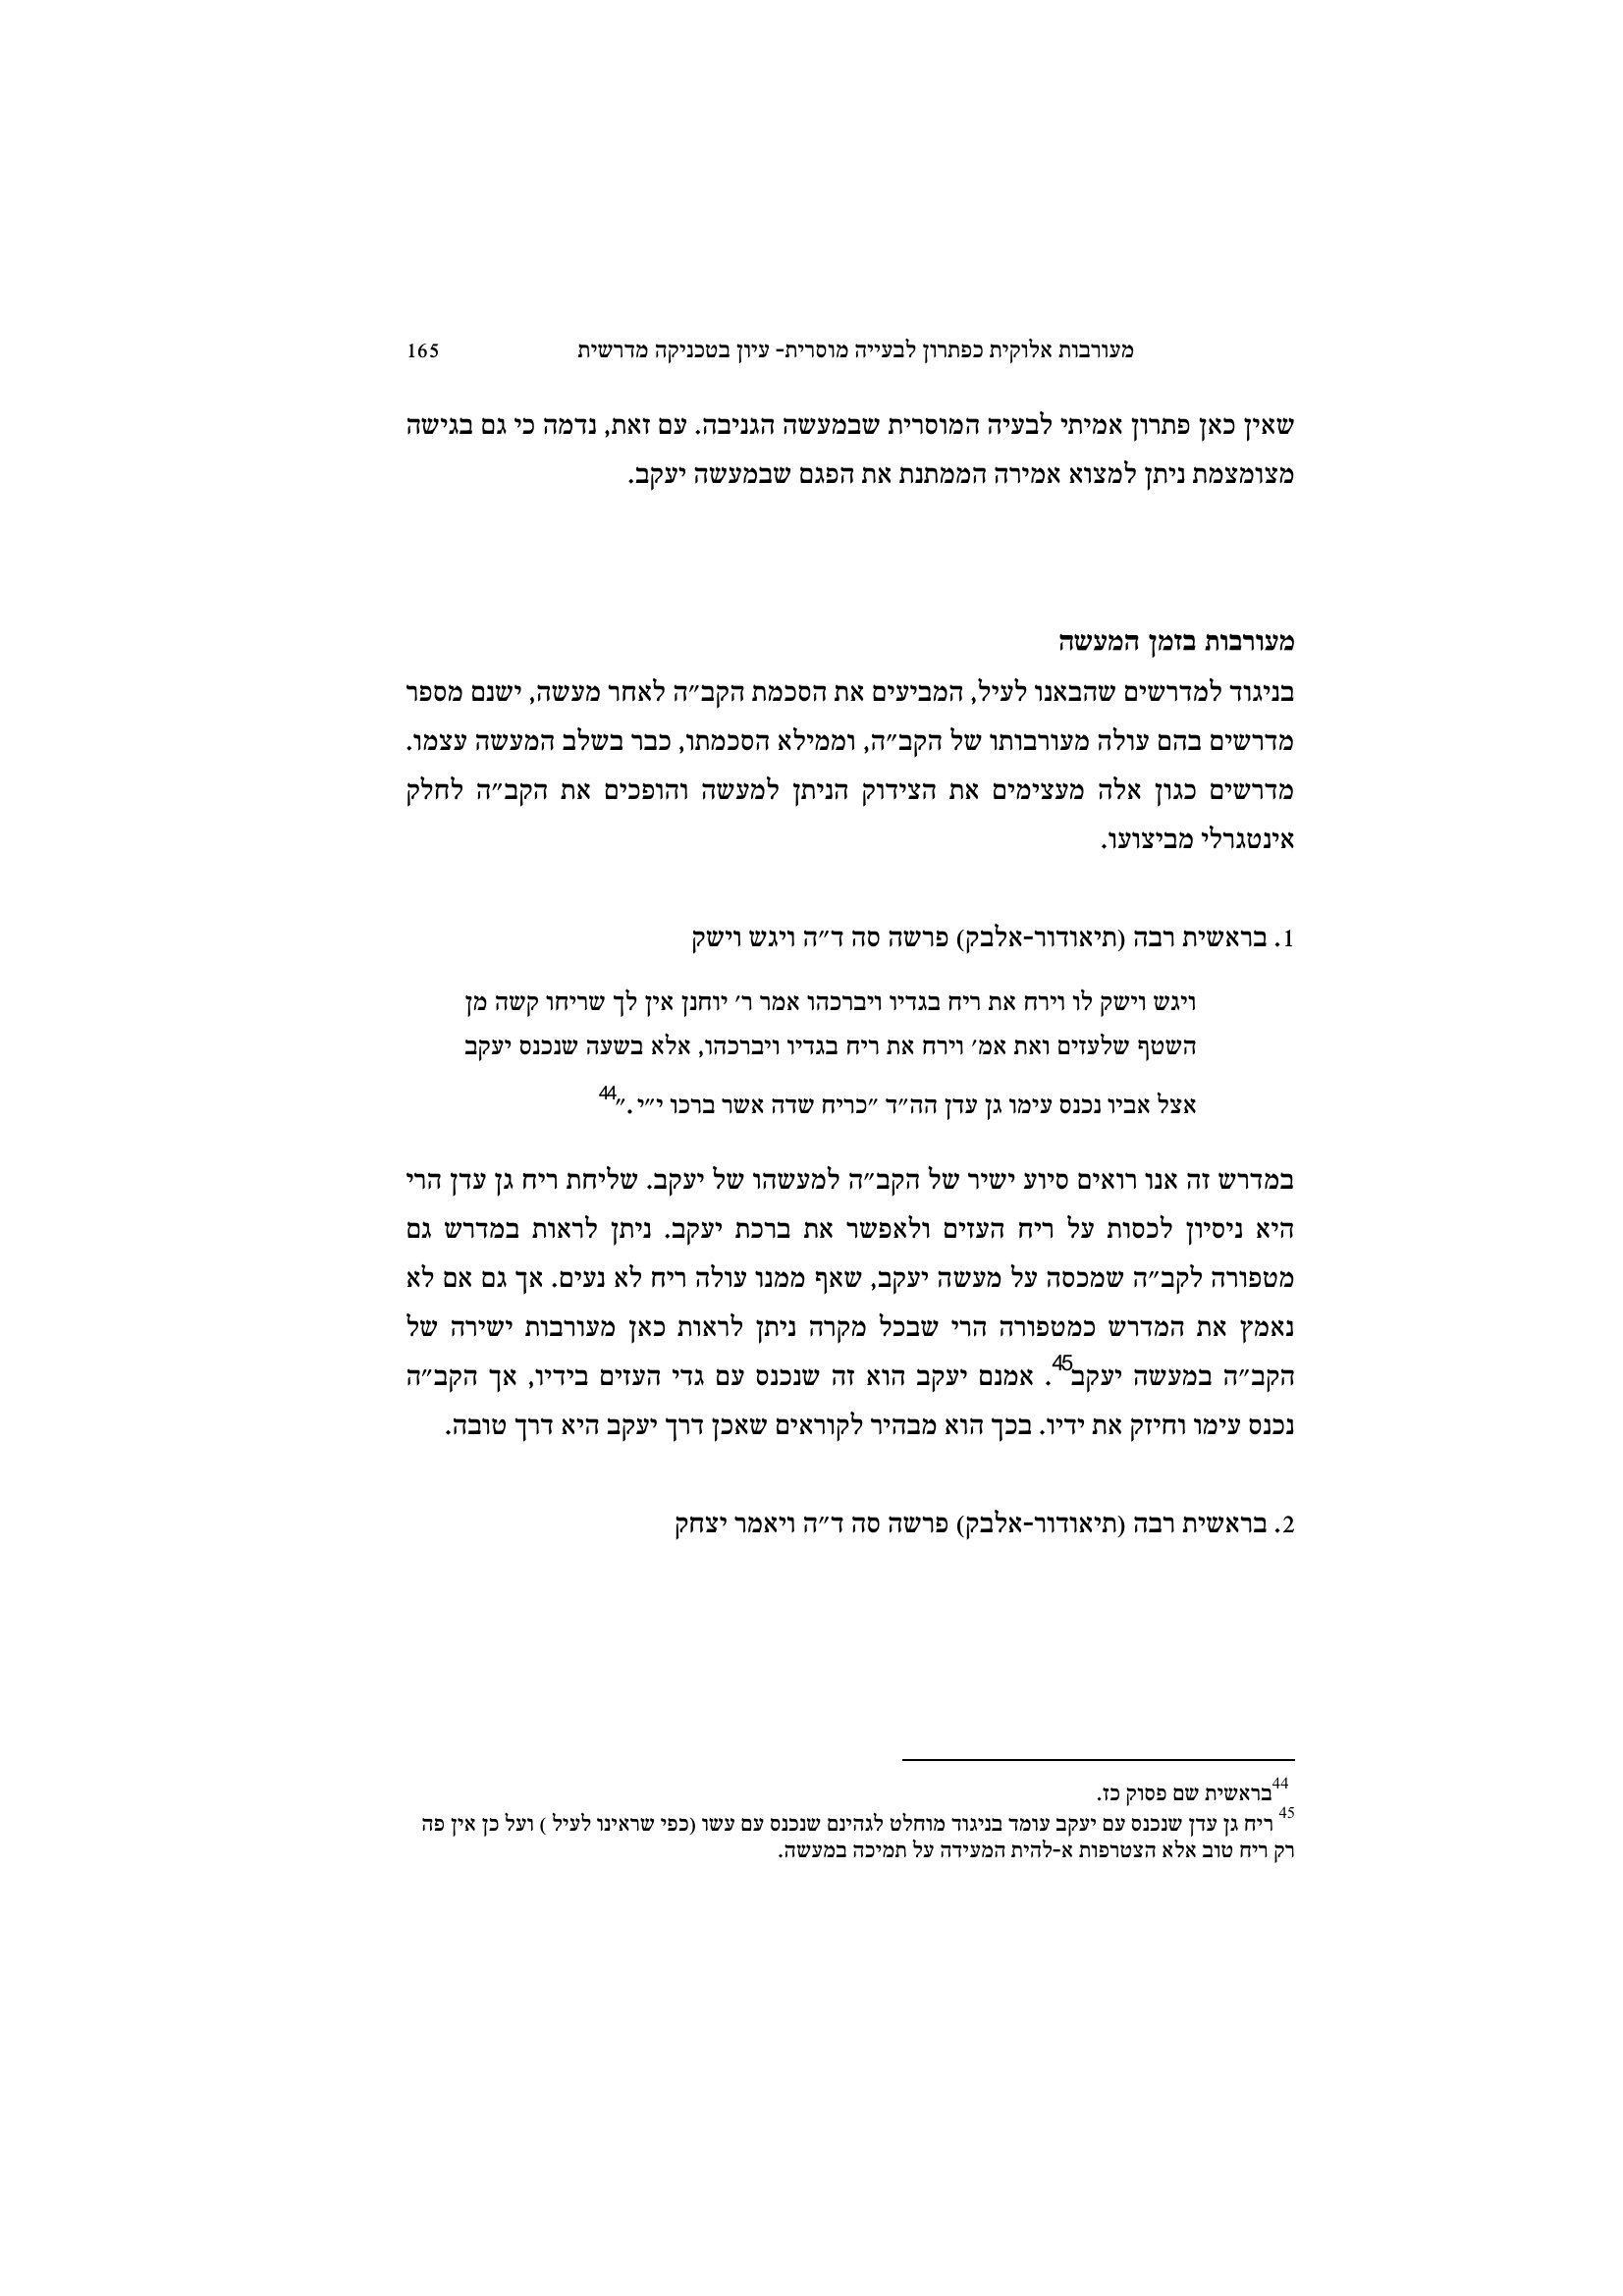 מעורבות אלוקית כפתרון לבעייה מוסרית- עיון בטכניקה מדרשית 165
שאין כאן פתרון אמיתי לבעיה המוסרית שבמעשה הגניבה. עם זאת, נדמה כי גם בגישה
מצומצמת ניתן למצוא אמירה הממתנת את הפגם שבמעשה יעקב.
מעורבות בזמן המעשה
בניגוד למדרשים שהבאנו לעיל, המביעים את הסכמת הקב״ה לאחר מעשה, ישנם מספר
מדרשים בהם עולה מעורבותו של הקב״ה, וממילא הסכמתו, כבר בשלב המעשה עצמו.
מדרשים כגון אלה מעצימים את הצידוק הניתן למעשה והופכים את הקב״ה לחלק
אינטגרלי מביצועו.
1. בראשית רבה (תיאודור-אלבק) פרשה סה ד״ה ויגש וישק
ויגש וישק לו וירח את ריח בגדיו ויברכהו אמר ר׳ יוחנן אין לך שריחו קשה מן
השטף שלעזים ואת אמ׳ וירח את ריח בגדיו ויברכהו, אלא בשעה שנכנס יעקב
אצל אביו נכנס עימו גן עדן הה״ד ״כריח שדה אשר ברכו י״י.״44
במדרש זה אנו רואים סיוע ישיר של הקב״ה למעשהו של יעקב. שליחת ריח גן עדן הרי
היא ניסיון לכסות על ריח העזים ולאפשר את ברכת יעקב. ניתן לראות במדרש גם
מטפורה לקב״ה שמכסה על מעשה יעקב, שאף ממנו עולה ריח לא נעים. אך גם אם לא
נאמץ את המדרש כמטפורה הרי שבכל מקרה ניתן לראות כאן מעורבות ישירה של
הקב״ה במעשה יעקב45. אמנם יעקב הוא זה שנכנס עם גדי העזים בידיו, אך הקב״ה
נכנס עימו וחיזק את ידיו. בכך הוא מבהיר לקוראים שאכן דרך יעקב היא דרך טובה.
2. בראשית רבה (תיאודור-אלבק) פרשה סה ד״ה ויאמר יצחק
44בראשית שם פסוק כז.
45 ריח גן עדן שנכנס עם יעקב עומד בניגוד מוחלט לגהינם שנכנס עם עשו (כפי שראינו לעיל ) ועל כן אין פה
רק ריח טוב אלא הצטרפות א-להית המעידה על תמיכה במעשה.